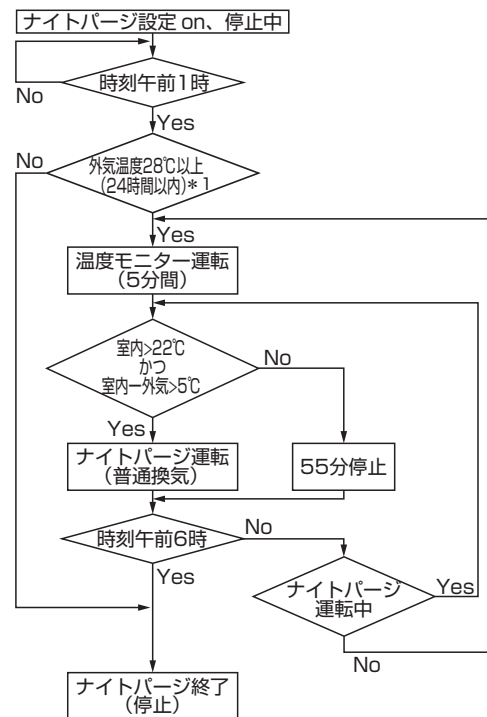 ナイトパージ設定 on、停止中
時刻午前1時
No
Yes
No
外気温度28℃以上
(24時間以内)*1
Yes
温度モニター運転
(5分間)
室内>22℃
かつ
室内ー外気>5℃
No
Yes
ナイトパージ運転
(普通換気)
55分停止
時刻午前6時
No
Yes
ナイトパージ
運転中
Yes
No
ナイトパージ終了
(停止)